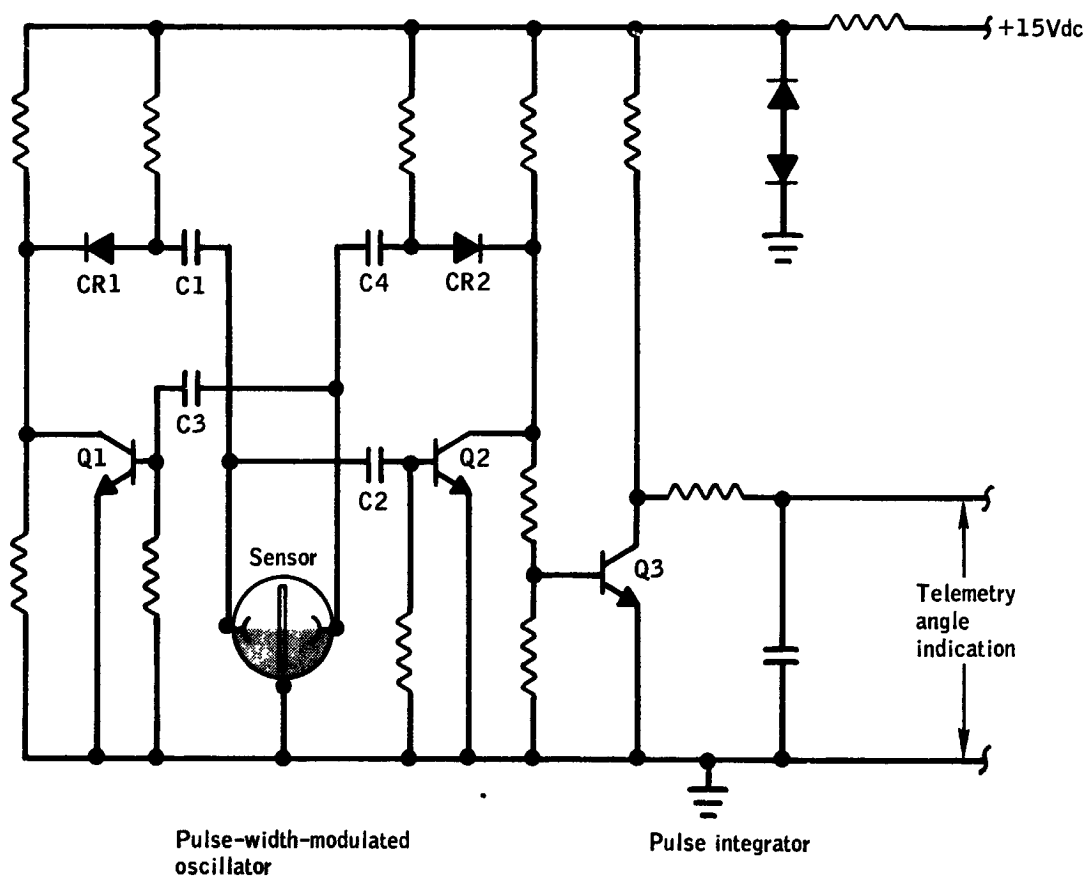 +15Vdc
CR1
C1
C4
CR2
C3
Q1
C2
Q2
Sensor
Q3
Telemetry
angle
indication
Pulse-width-modulated
oscillator
Pulse integrator